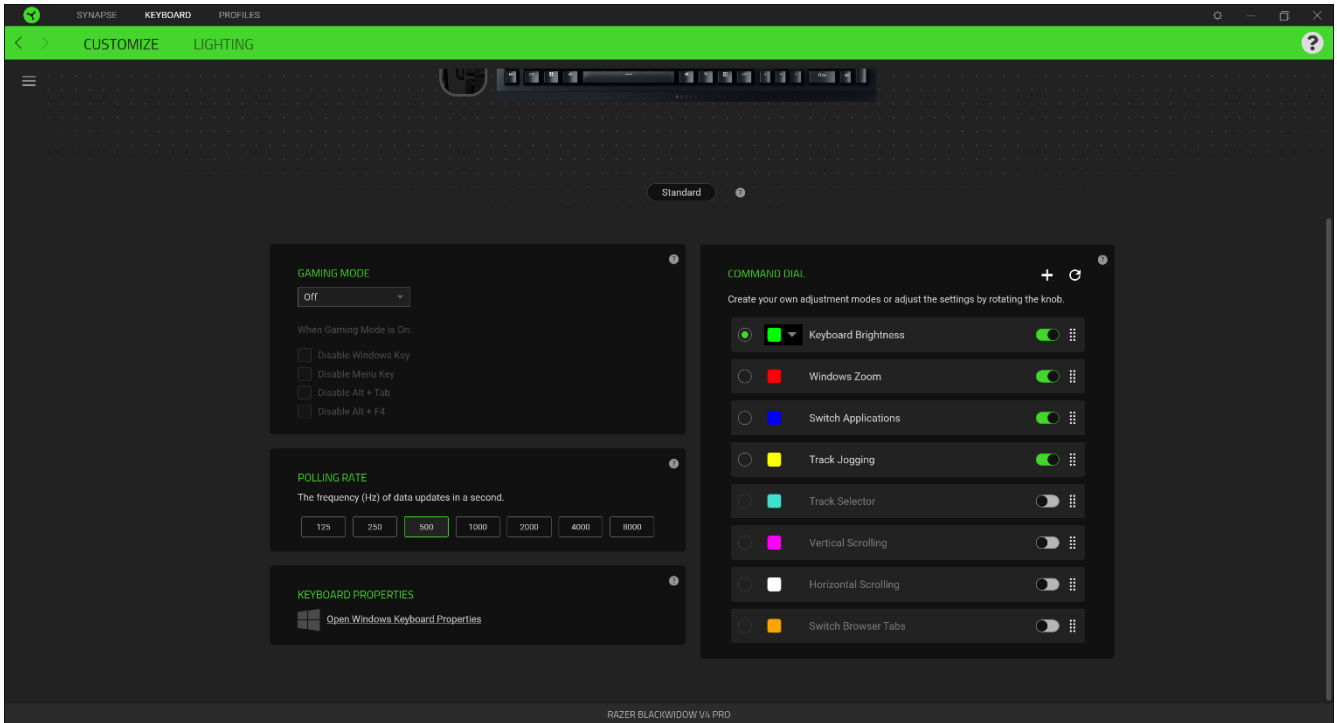 SYNAPSE KEYBOARD PROFILES
CUSTOMIZE LIGHTING
Standard
GAMING MODE
Off
When Gaming Mode is On:
Disable Windows Key
Disable Menu Key
Disable Alt + Tab
Disable Alt + F4
POLLING RATE
The frequency (Hz) of data updates in a second.
125 250 500 1000 2000 4000 8000
KEYBOARD PROPERTIES
Open Windows Keyboard Properties
COMMAND DIAL
Create your own adjustment modes or adjust the settings by rotating the knob.
Keyboard Brightness
Windows Zoom
Switch Applications
Track Jogging
Track Selector
Vertical Scrolling
Horizontal Scrolling
Switch Browser Tabs
RAZER BLACKWIDOW V4 PRO